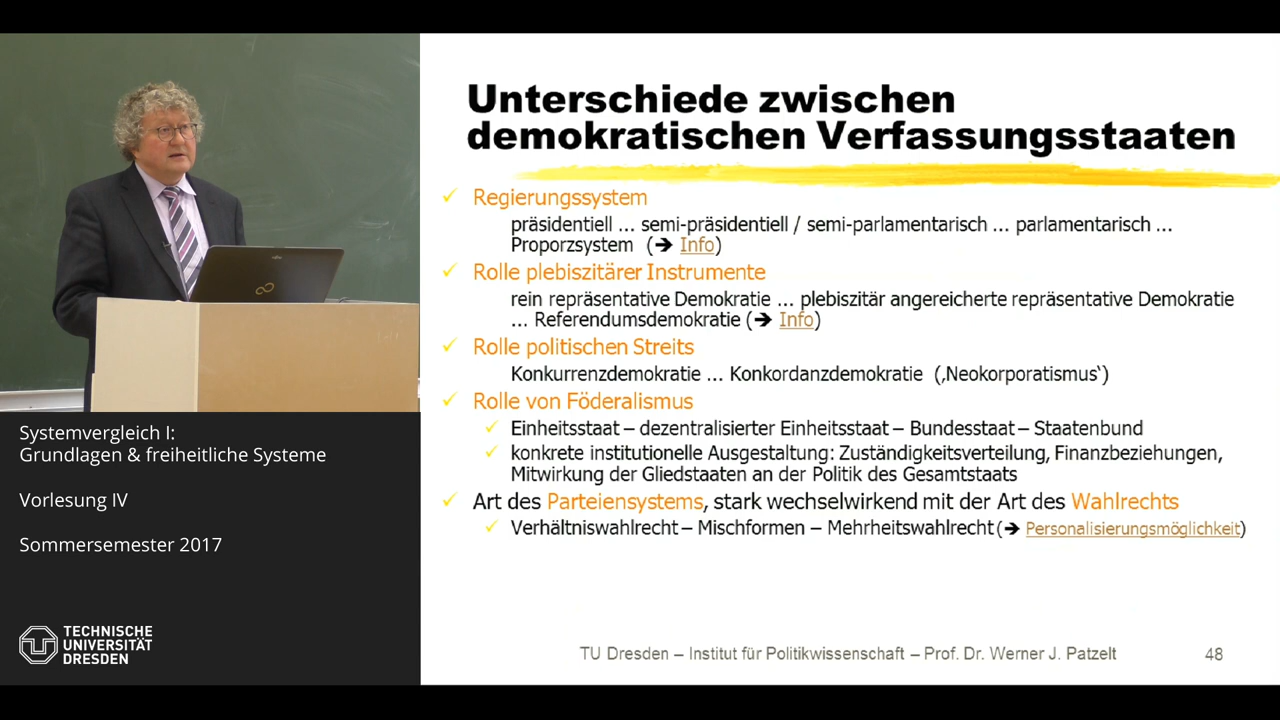 Unterschiede zwischen
demokratischen Verfassungsstaaten
✓ Regierungssystem
präsidentiell ... semi-präsidentiell / semi-parlamentarisch ... parlamentarisch ...
Proporzsystem (➔ Info)
✓ Rolle plebiszitärer Instrumente
rein repräsentative Demokratie ... plebiszitär angereicherte repräsentative Demokratie
... Referendumsdemokratie (➔ Info)
✓ Rolle politischen Streits
Konkurrenzdemokratie ... Konkordanzdemokratie (‚Neokorporatismus‘)
✓ Rolle von Föderalismus
✓ Einheitsstaat – dezentralisierter Einheitsstaat – Bundesstaat – Staatenbund
✓ konkrete institutionelle Ausgestaltung: Zuständigkeitsverteilung, Finanzbeziehungen,
Mitwirkung der Gliedstaaten an der Politik des Gesamtstaats
✓ Art des Parteiensystems, stark wechselwirkend mit der Art des Wahlrechts
✓ Verhältniswahlrecht – Mischformen – Mehrheitswahlrecht (➔ Personalisierungsmöglichkeit)
TU Dresden – Institut für Politikwissenschaft – Prof. Dr. Werner J. Patzelt
48
Systemvergleich I:
Grundlagen & freiheitliche Systeme
Vorlesung IV
Sommersemester 2017
TECHNISCHE
UNIVERSITÄT
DRESDEN